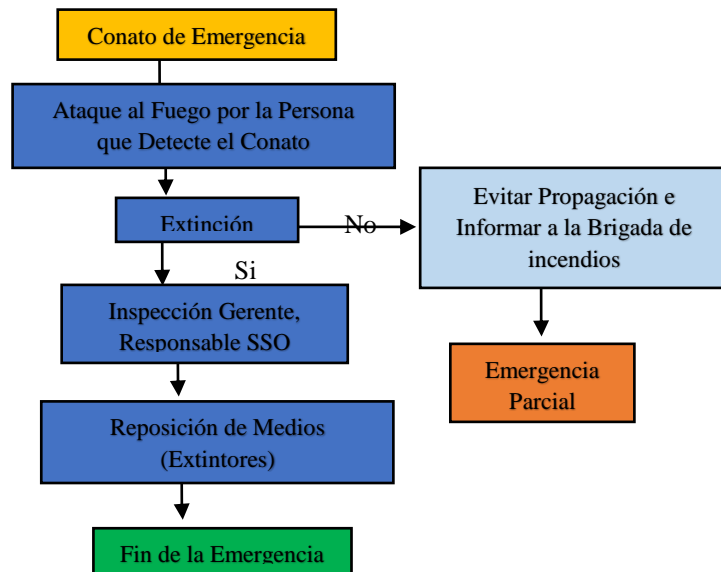 Conato de Emergencia
Ataque al Fuego por la Persona
que Detecte el Conato
Extinción
No
Evitar Propagación e
Informar a la Brigada de
incendios
Si
Inspección Gerente,
Responsable SSO
Emergencia
Parcial
Reposición de Medios
(Extintores)
Fin de la Emergencia